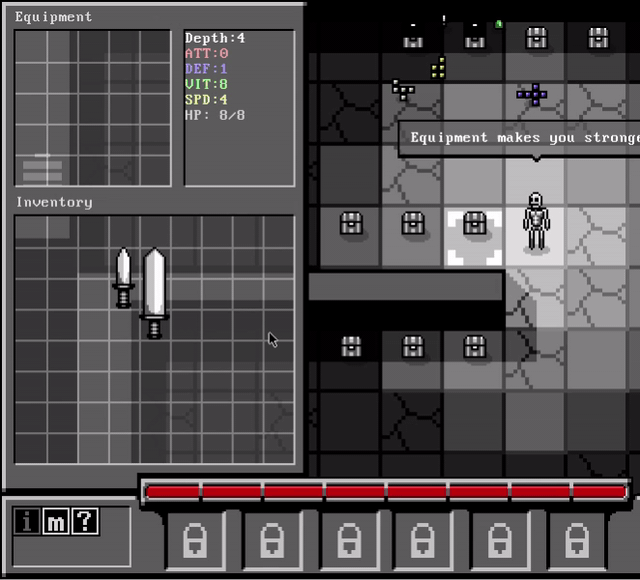 Equipment
Depth:4
ATT:0
DEF:1
VIT:8
SPD:4
HP: 8/8
Equipment makes you stronge
Inventory
i m ?